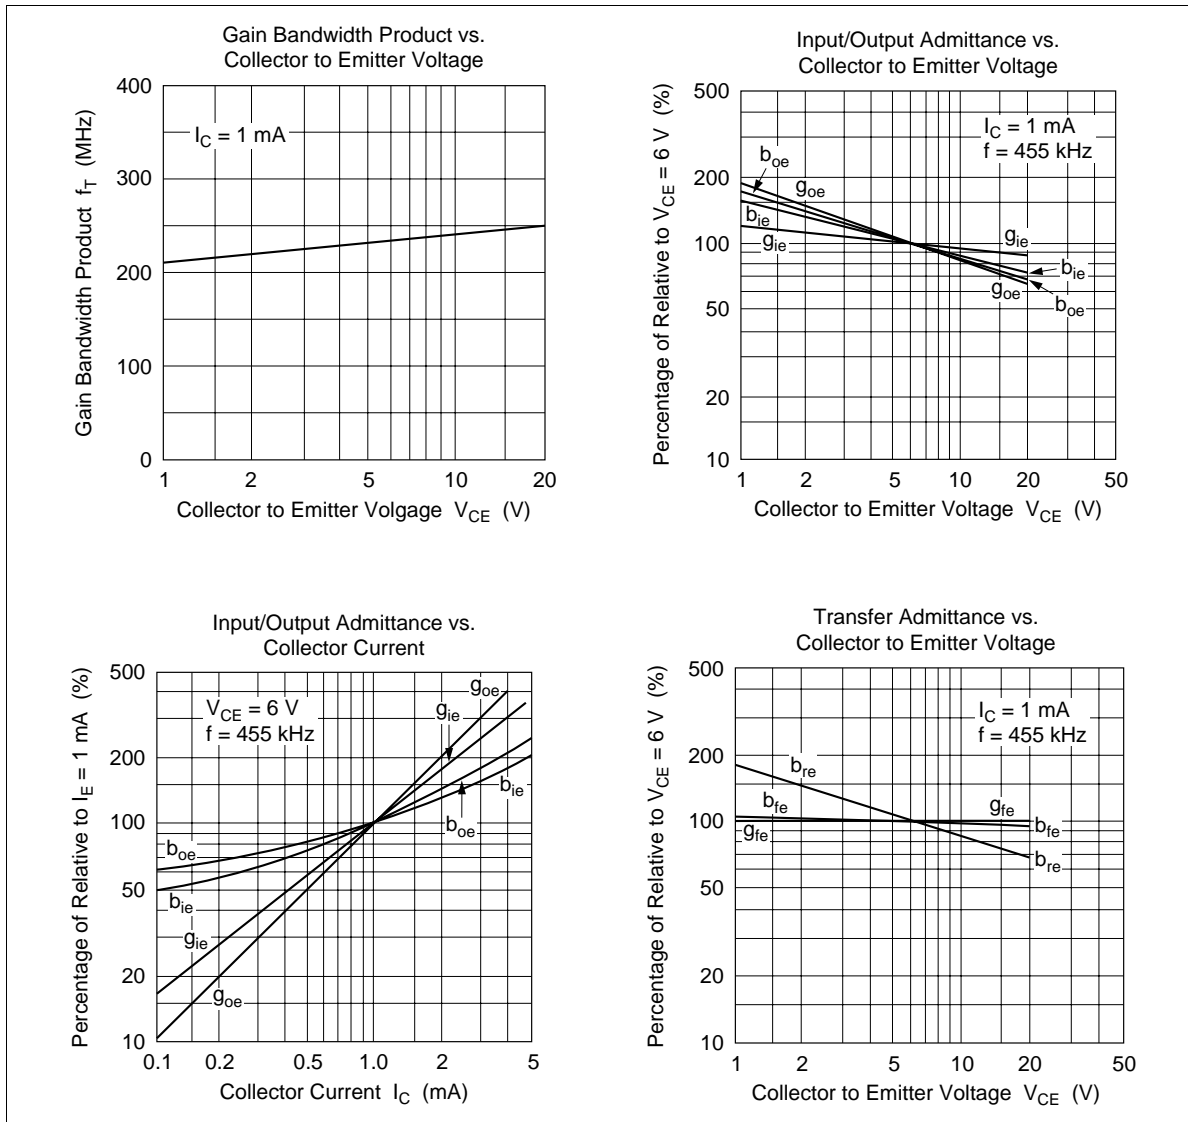 Gain Bandwidth Product vs.
Collector to Emitter Voltage
Gain Bandwidth Product f_T (MHz)
400
300
200
100
0
I_C = 1 mA
1 2 5 10 20
Collector to Emitter Volgage V_CE (V)
Input/Output Admittance vs.
Collector to Emitter Voltage
Percentage of Relative to V_CE = 6 V (%)
500
200
100
50
20
10
I_C = 1 mA
f = 455 kHz
b_oe
g_oe
b_ie
g_ie
g_ie
b_ie
g_oe
b_oe
1 2 5 10 20 50
Collector to Emitter Voltage V_CE (V)
Input/Output Admittance vs.
Collector Current
Percentage of Relative to I_E = 1 mA (%)
500
200
100
50
20
10
V_CE = 6 V
f = 455 kHz
g_oe
g_ie
b_ie
b_oe
b_oe
b_ie
g_ie
g_oe
0.1 0.2 0.5 1.0 2 5
Collector Current I_C (mA)
Transfer Admittance vs.
Collector to Emitter Voltage
Percentage of Relative to V_CE = 6 V (%)
500
200
100
50
20
10
I_C = 1 mA
f = 455 kHz
b_re
b_fe
g_fe
g_fe
b_fe
b_re
1 2 5 10 20 50
Collector to Emitter Voltage V_CE (V)